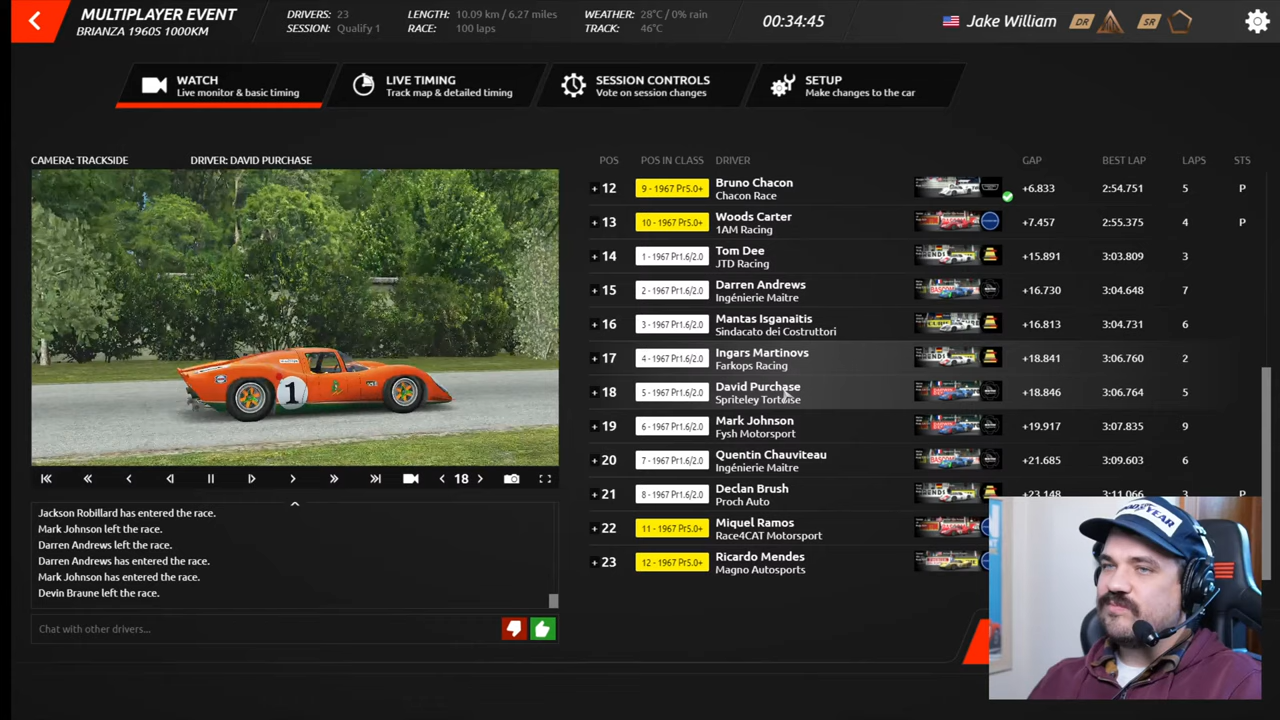 MULTIPLAYER EVENT
BRIANZA 1960S 1000KM
DRIVERS: 23
SESSION: Qualify 1
LENGTH: 10.09 km / 6.27 miles
RACE: 100 laps
WEATHER: 28°C / 0% rain
TRACK: 46°C
00:34:45
Jake William
DR
SR
WATCH
Live monitor & basic timing
LIVE TIMING
Track map & detailed timing
SESSION CONTROLS
Vote on session changes
SETUP
Make changes to the car
CAMERA: TRACKSIDE DRIVER: DAVID PURCHASE
1
18
Jackson Robillard has entered the race.
Mark Johnson left the race.
Darren Andrews left the race.
Darren Andrews has entered the race.
Mark Johnson has entered the race.
Devin Braune left the race.
Chat with other drivers...
POS POS IN CLASS DRIVER GAP BEST LAP LAPS STS
+ 12 9 - 1967 Pr5.0+ Bruno Chacon +6.833 2:54.751 5 P
Chacon Race
+ 13 10 - 1967 Pr5.0+ Woods Carter +7.457 2:55.375 4 P
1AM Racing
+ 14 1 - 1967 Pr1.6/2.0 Tom Dee +15.891 3:03.809 3
JTD Racing
+ 15 2 - 1967 Pr1.6/2.0 Darren Andrews +16.730 3:04.648 7
Ingénierie Maitre
+ 16 3 - 1967 Pr1.6/2.0 Mantas Isganaitis +16.813 3:04.731 6
Sindacato dei Costruttori
+ 17 4 - 1967 Pr1.6/2.0 Ingars Martinovs +18.841 3:06.760 2
Farkops Racing
+ 18 5 - 1967 Pr1.6/2.0 David Purchase +18.846 3:06.764 5
Spriteley Tortoise
+ 19 6 - 1967 Pr1.6/2.0 Mark Johnson +19.917 3:07.835 9
Fysh Motorsport
+ 20 7 - 1967 Pr1.6/2.0 Quentin Chauviteau +21.685 3:09.603 6
Ingénierie Maitre
+ 21 8 - 1967 Pr1.6/2.0 Declan Brush +23.148 3:11.066 3 P
Proch Auto
+ 22 11 - 1967 Pr5.0+ Miquel Ramos
Race4CAT Motorsport
+ 23 12 - 1967 Pr5.0+ Ricardo Mendes
Magno Autosports
GOODYEAR